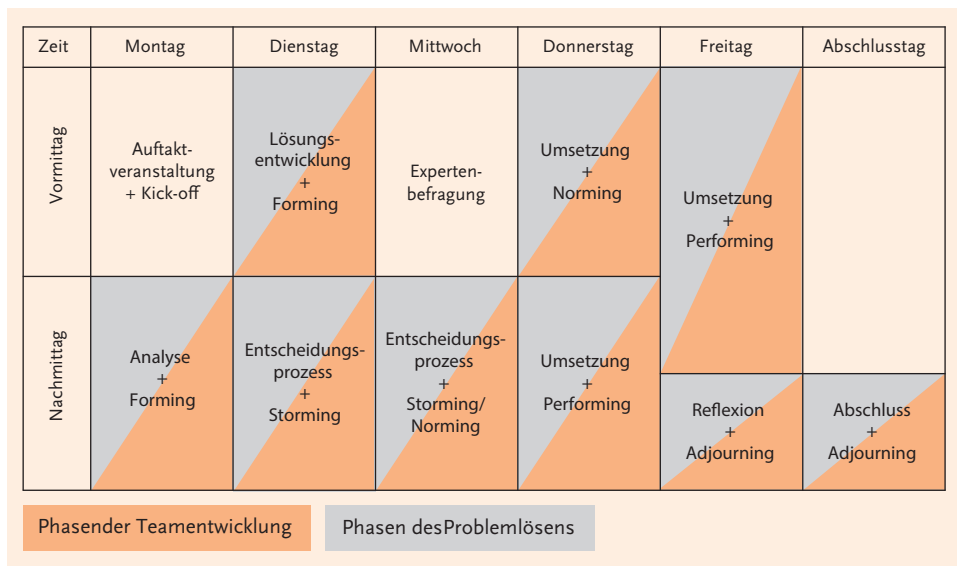 Zeit
Montag
Dienstag
Mittwoch
Donnerstag
Freitag
Abschlusstag
Vormittag
Auftakt-
veranstaltung
+ Kick-off
Lösungs-
entwicklung
+
Forming
Experten-
befragung
Umsetzung
+
Norming
Umsetzung
+
Performing
Nachmittag
Analyse
+
Forming
Entscheidungs-
prozess
+
Storming
Entscheidungs-
prozess
+
Storming/
Norming
Umsetzung
+
Performing
Reflexion
+
Adjourning
Abschluss
+
Adjourning
Phasender Teamentwicklung
Phasen desProblemlösens